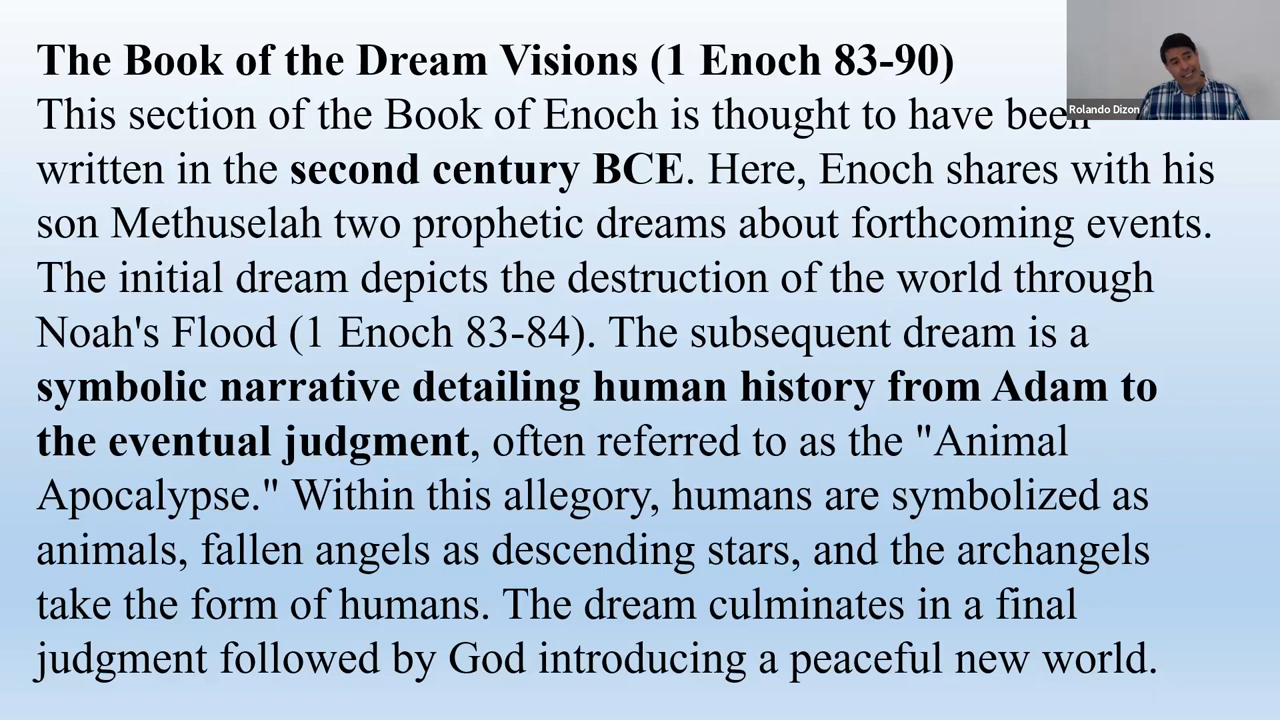 The Book of the Dream Visions (1 Enoch 83-90)
Rolando Dizon
This section of the Book of Enoch is thought to have been
written in the second century BCE. Here, Enoch shares with his
son Methuselah two prophetic dreams about forthcoming events.
The initial dream depicts the destruction of the world through
Noah's Flood (1 Enoch 83-84). The subsequent dream is a
symbolic narrative detailing human history from Adam to
the eventual judgment, often referred to as the "Animal
Apocalypse." Within this allegory, humans are symbolized as
animals, fallen angels as descending stars, and the archangels
take the form of humans. The dream culminates in a final
judgment followed by God introducing a peaceful new world.